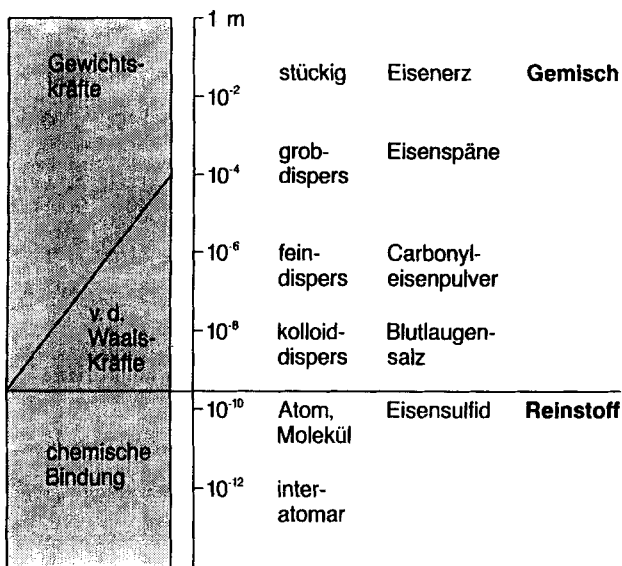 1 m
Gewichts-
kräfte
stückig Eisenerz Gemisch
10⁻²
grob-
dispers
Eisenspäne
10⁻⁴
10⁻⁶
fein-
dispers
Carbonyl-
eisenpulver
v. d.
Waals-
Kräfte
10⁻⁸
kolloid-
dispers
Blutlaugen-
salz
10⁻¹⁰
Atom,
Molekül
Eisensulfid Reinstoff
chemische
Bindung
10⁻¹²
inter-
atomar